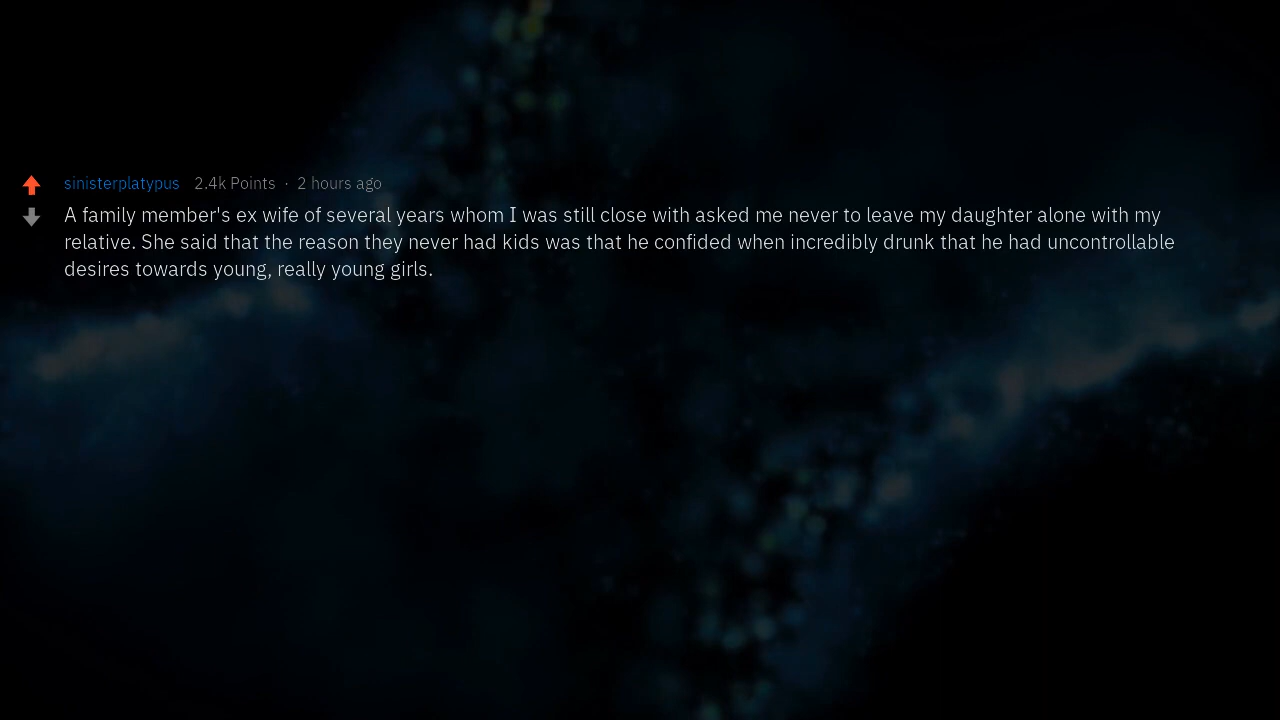 sinisterplatypus 2.4k Points · 2 hours ago
A family member's ex wife of several years whom I was still close with asked me never to leave my daughter alone with my
relative. She said that the reason they never had kids was that he confided when incredibly drunk that he had uncontrollable
desires towards young, really young girls.